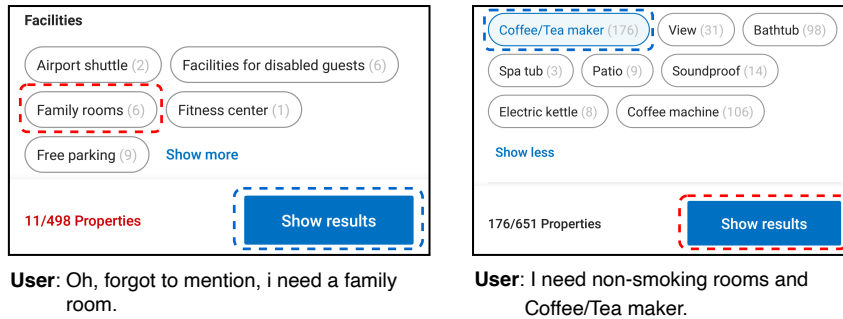 Facilities
Airport shuttle (2) Facilities for disabled guests (6)
Family rooms (6) Fitness center (1)
Free parking (9) Show more
11/498 Properties Show results
User: Oh, forgot to mention, i need a family
room.
Coffee/Tea maker (176) View (31) Bathtub (98)
Spa tub (3) Patio (9) Soundproof (14)
Electric kettle (8) Coffee machine (106)
Show less
176/651 Properties Show results
User: I need non-smoking rooms and
Coffee/Tea maker.